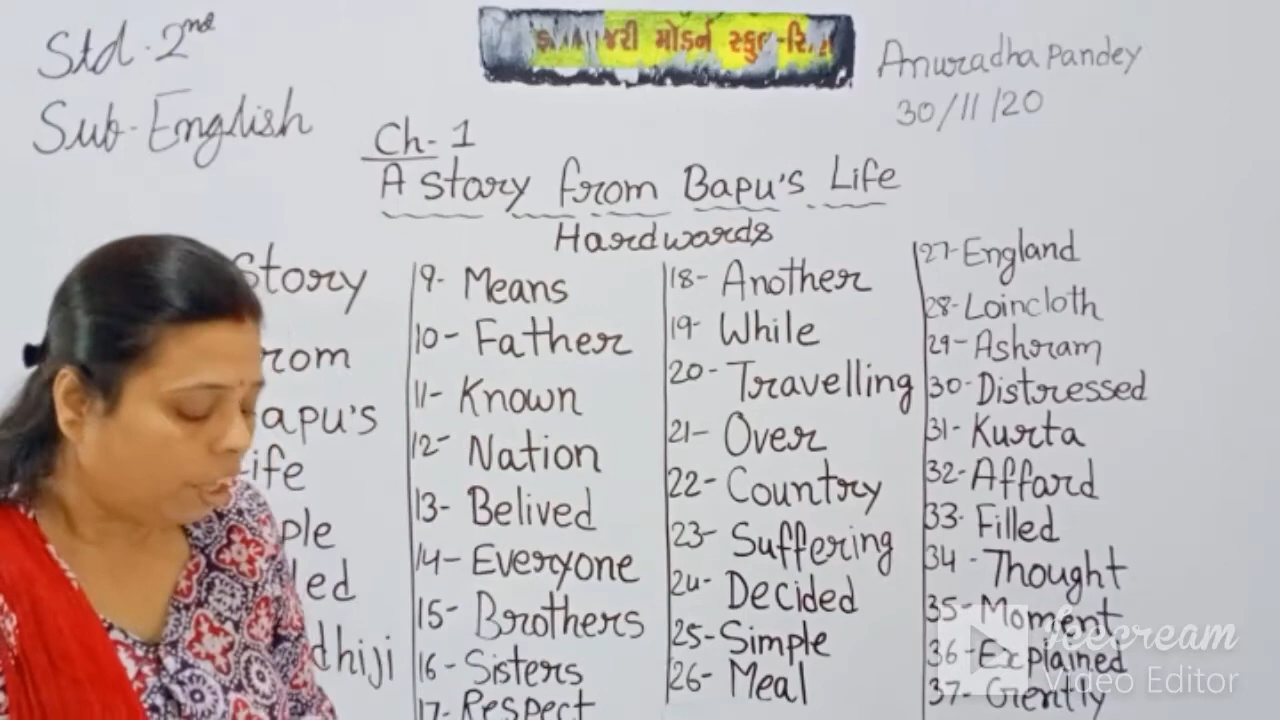 Std. 2nd
Sub- English
મોડર્ન સ્કુલ
Anuradha Pandey
30/11/20
Ch- 1
A Story from Bapu's Life
Hardwords
Story
rom
apu's
ife
ple
led
dhiji
9- Means
10- Father
11- Known
12- Nation
13- Belived
14- Everyone
15- Brothers
16- Sisters
17- Respect
18- Another
19- While
20- Travelling
21- Over
22- Country
23- Suffering
24- Decided
25- Simple
26- Meal
27- England
28- Loincloth
29- Ashram
30- Distressed
31- Kurta
32- Affard
33- Filled
34- Thought
35- Moment
36- Explained
37- Gently
Icecream
Video Editor